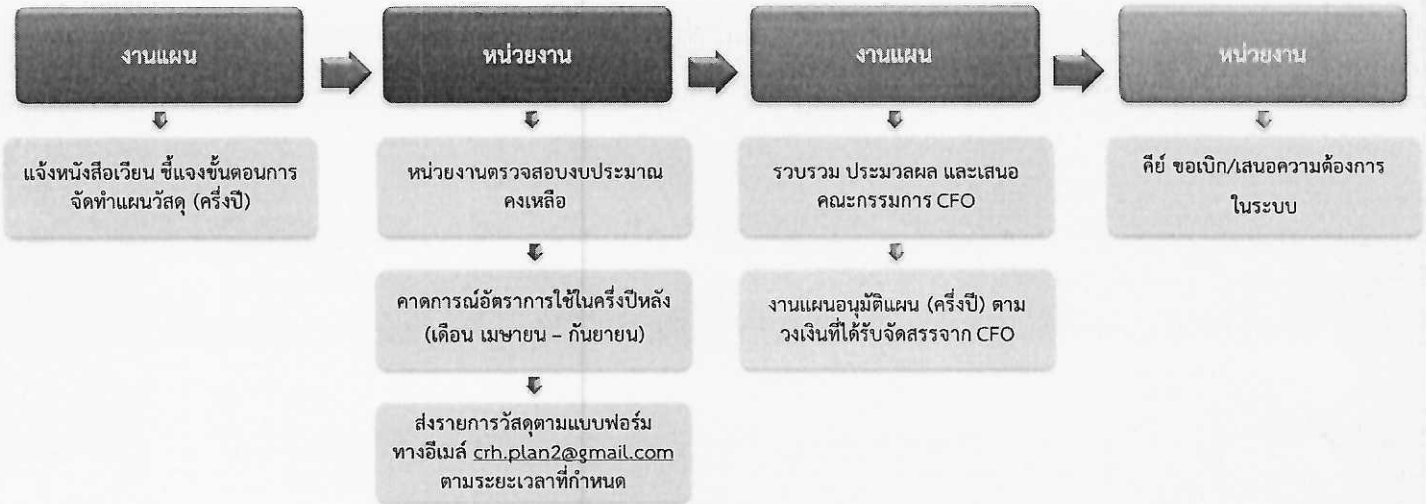 งานแผน
แจ้งหนังสือเวียน ชี้แจงขั้นตอนการ
จัดทำแผนวัสดุ (ครึ่งปี)
หน่วยงาน
หน่วยงานตรวจสอบงบประมาณ
คงเหลือ
คาดการณ์อัตราการใช้ในครึ่งปีหลัง
(เดือน เมษายน – กันยายน)
ส่งรายการวัสดุตามแบบฟอร์ม
ทางอีเมล์ crh.plan2@gmail.com
ตามระยะเวลาที่กำหนด
งานแผน
รวบรวม ประมวลผล และเสนอ
คณะกรรมการ CFO
งานแผนอนุมัติแผน (ครึ่งปี) ตาม
วงเงินที่ได้รับจัดสรรจาก CFO
หน่วยงาน
คีย์ ขอเบิก/เสนอความต้องการ
ในระบบ